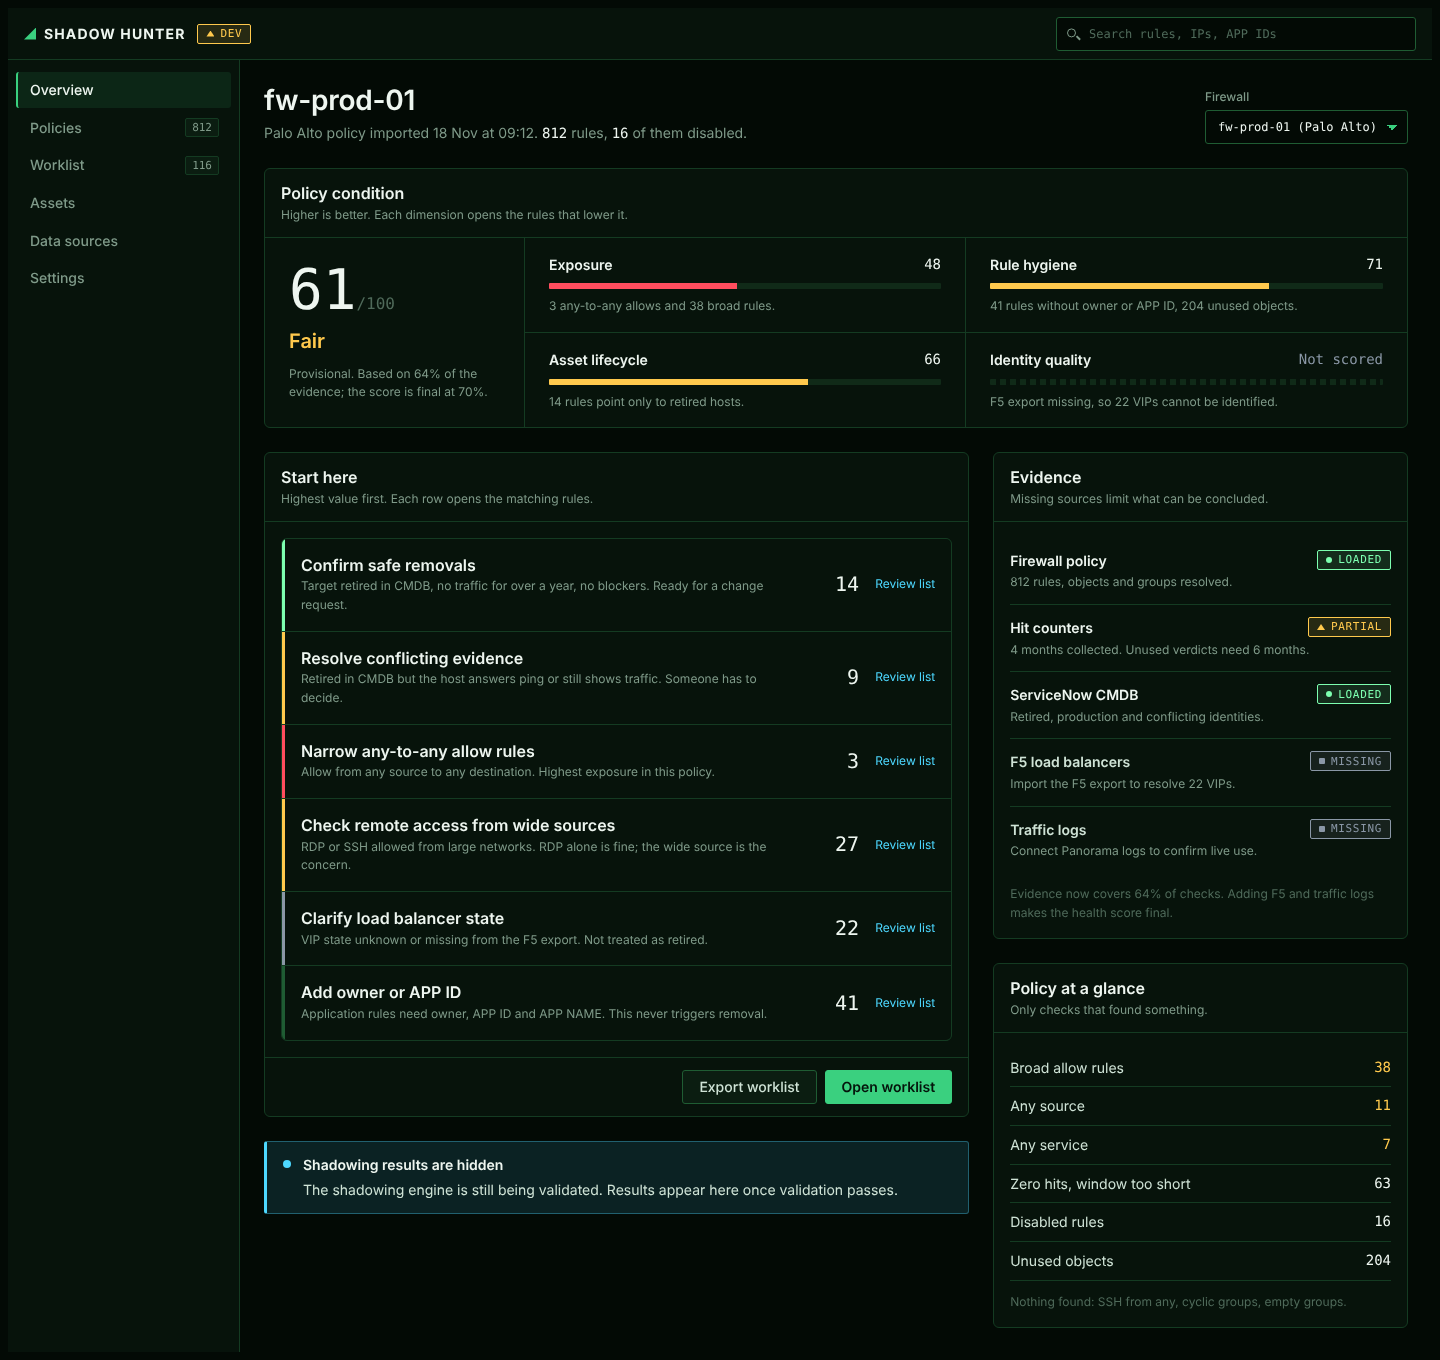 SHADOW HUNTER
DEV
Search rules, IPs, APP IDs
Overview
Policies 812
Worklist 116
Assets
Data sources
Settings
fw-prod-01
Palo Alto policy imported 18 Nov at 09:12. 812 rules, 16 of them disabled.
Firewall
fw-prod-01 (Palo Alto)
Policy condition
Higher is better. Each dimension opens the rules that lower it.
61/100
Fair
Provisional. Based on 64% of the
evidence; the score is final at 70%.
Exposure 48
3 any-to-any allows and 38 broad rules.
Rule hygiene 71
41 rules without owner or APP ID, 204 unused objects.
Asset lifecycle 66
14 rules point only to retired hosts.
Identity quality Not scored
F5 export missing, so 22 VIPs cannot be identified.
Start here
Highest value first. Each row opens the matching rules.
Confirm safe removals
Target retired in CMDB, no traffic for over a year, no blockers. Ready for a change
request.
14 Review list
Resolve conflicting evidence
Retired in CMDB but the host answers ping or still shows traffic. Someone has to
decide.
9 Review list
Narrow any-to-any allow rules
Allow from any source to any destination. Highest exposure in this policy.
3 Review list
Check remote access from wide sources
RDP or SSH allowed from large networks. RDP alone is fine; the wide source is the
concern.
27 Review list
Clarify load balancer state
VIP state unknown or missing from the F5 export. Not treated as retired.
22 Review list
Add owner or APP ID
Application rules need owner, APP ID and APP NAME. This never triggers removal.
41 Review list
Export worklist
Open worklist
Shadowing results are hidden
The shadowing engine is still being validated. Results appear here once validation passes.
Evidence
Missing sources limit what can be concluded.
Firewall policy LOADED
812 rules, objects and groups resolved.
Hit counters PARTIAL
4 months collected. Unused verdicts need 6 months.
ServiceNow CMDB LOADED
Retired, production and conflicting identities.
F5 load balancers MISSING
Import the F5 export to resolve 22 VIPs.
Traffic logs MISSING
Connect Panorama logs to confirm live use.
Evidence now covers 64% of checks. Adding F5 and traffic logs
makes the health score final.
Policy at a glance
Only checks that found something.
Broad allow rules 38
Any source 11
Any service 7
Zero hits, window too short 63
Disabled rules 16
Unused objects 204
Nothing found: SSH from any, cyclic groups, empty groups.